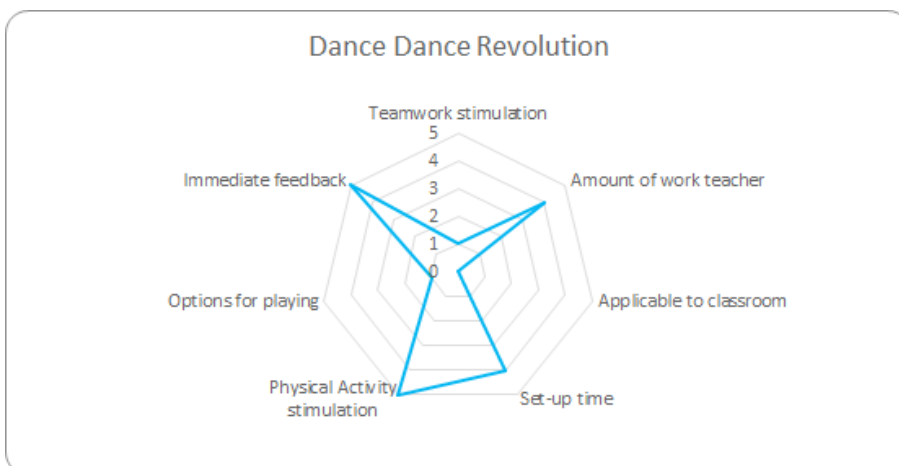 Dance Dance Revolution
Teamwork stimulation
5
4
3
2
1
0
Immediate feedback
Amount of work teacher
Options for playing
Applicable to classroom
Physical Activity
stimulation
Set-up time